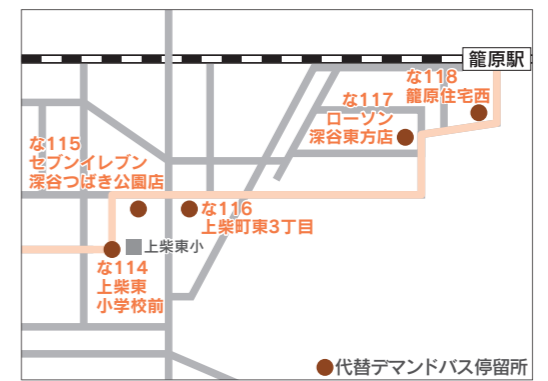 籠原駅
な118
籠原住宅西
な117
ローソン
深谷東方店
な115
セブンイレブン
深谷つばき公園店
な116
上柴町東3丁目
上柴東小
な114
上柴東
小学校前
●代替デマンドバス停留所